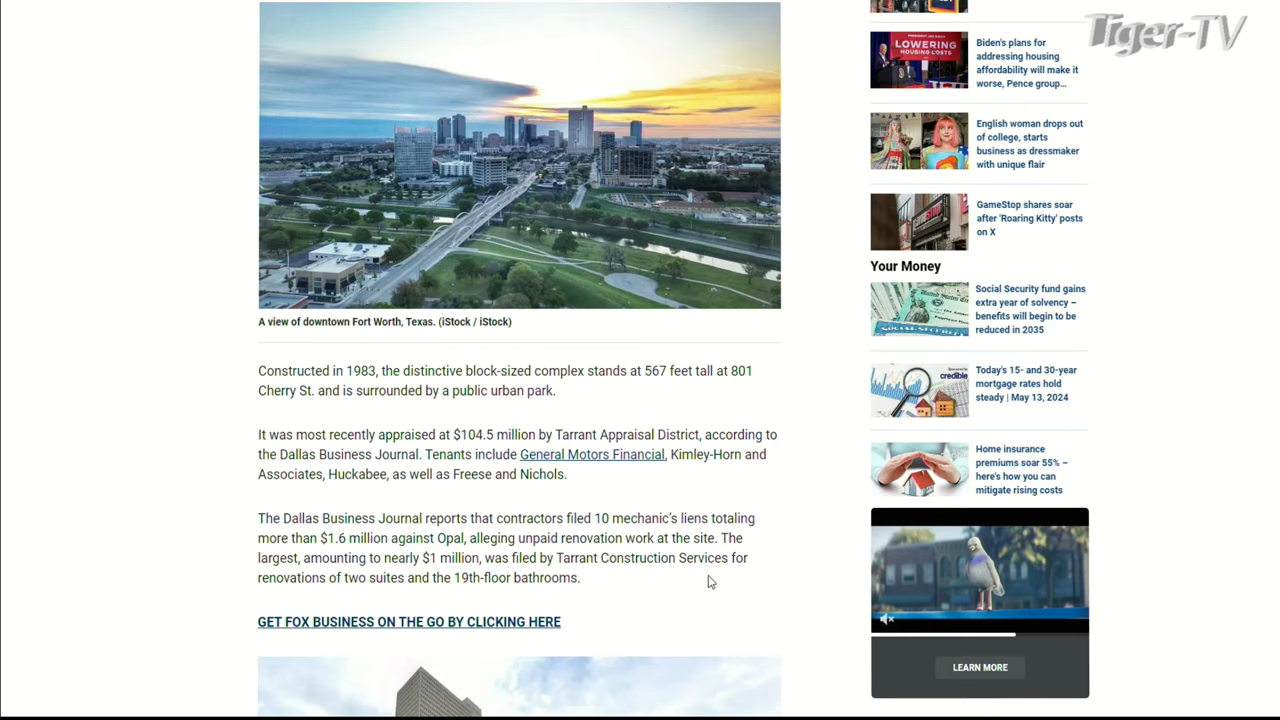 Tiger-TV
LOWERING
HOUSING COSTS
Biden's plans for
addressing housing
affordability will make it
worse, Pence group...
English woman drops out
of college, starts
business as dressmaker
with unique flair
GameStop shares soar
after 'Roaring Kitty' posts
on X
Your Money
Social Security fund gains
extra year of solvency –
benefits will begin to be
reduced in 2035
SOCIAL SECURITY
credible
Today's 15- and 30-year
mortgage rates hold
steady | May 13, 2024
Home insurance
premiums soar 55% –
here's how you can
mitigate rising costs
LEARN MORE
A view of downtown Fort Worth, Texas. (iStock / iStock)
Constructed in 1983, the distinctive block-sized complex stands at 567 feet tall at 801
Cherry St. and is surrounded by a public urban park.
It was most recently appraised at $104.5 million by Tarrant Appraisal District, according to
the Dallas Business Journal. Tenants include General Motors Financial, Kimley-Horn and
Associates, Huckabee, as well as Freese and Nichols.
The Dallas Business Journal reports that contractors filed 10 mechanic's liens totaling
more than $1.6 million against Opal, alleging unpaid renovation work at the site. The
largest, amounting to nearly $1 million, was filed by Tarrant Construction Services for
renovations of two suites and the 19th-floor bathrooms.
GET FOX BUSINESS ON THE GO BY CLICKING HERE